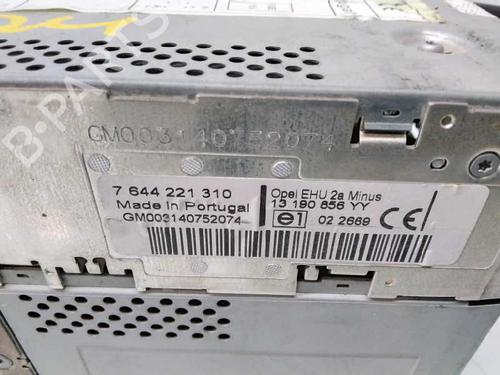 GM003140752074
7 644 221 310
Made in Portugal
GM003140752074
Opel EHU 2a Minus
13 190 856 YY
e1 02 2669 CE
B-PARTS